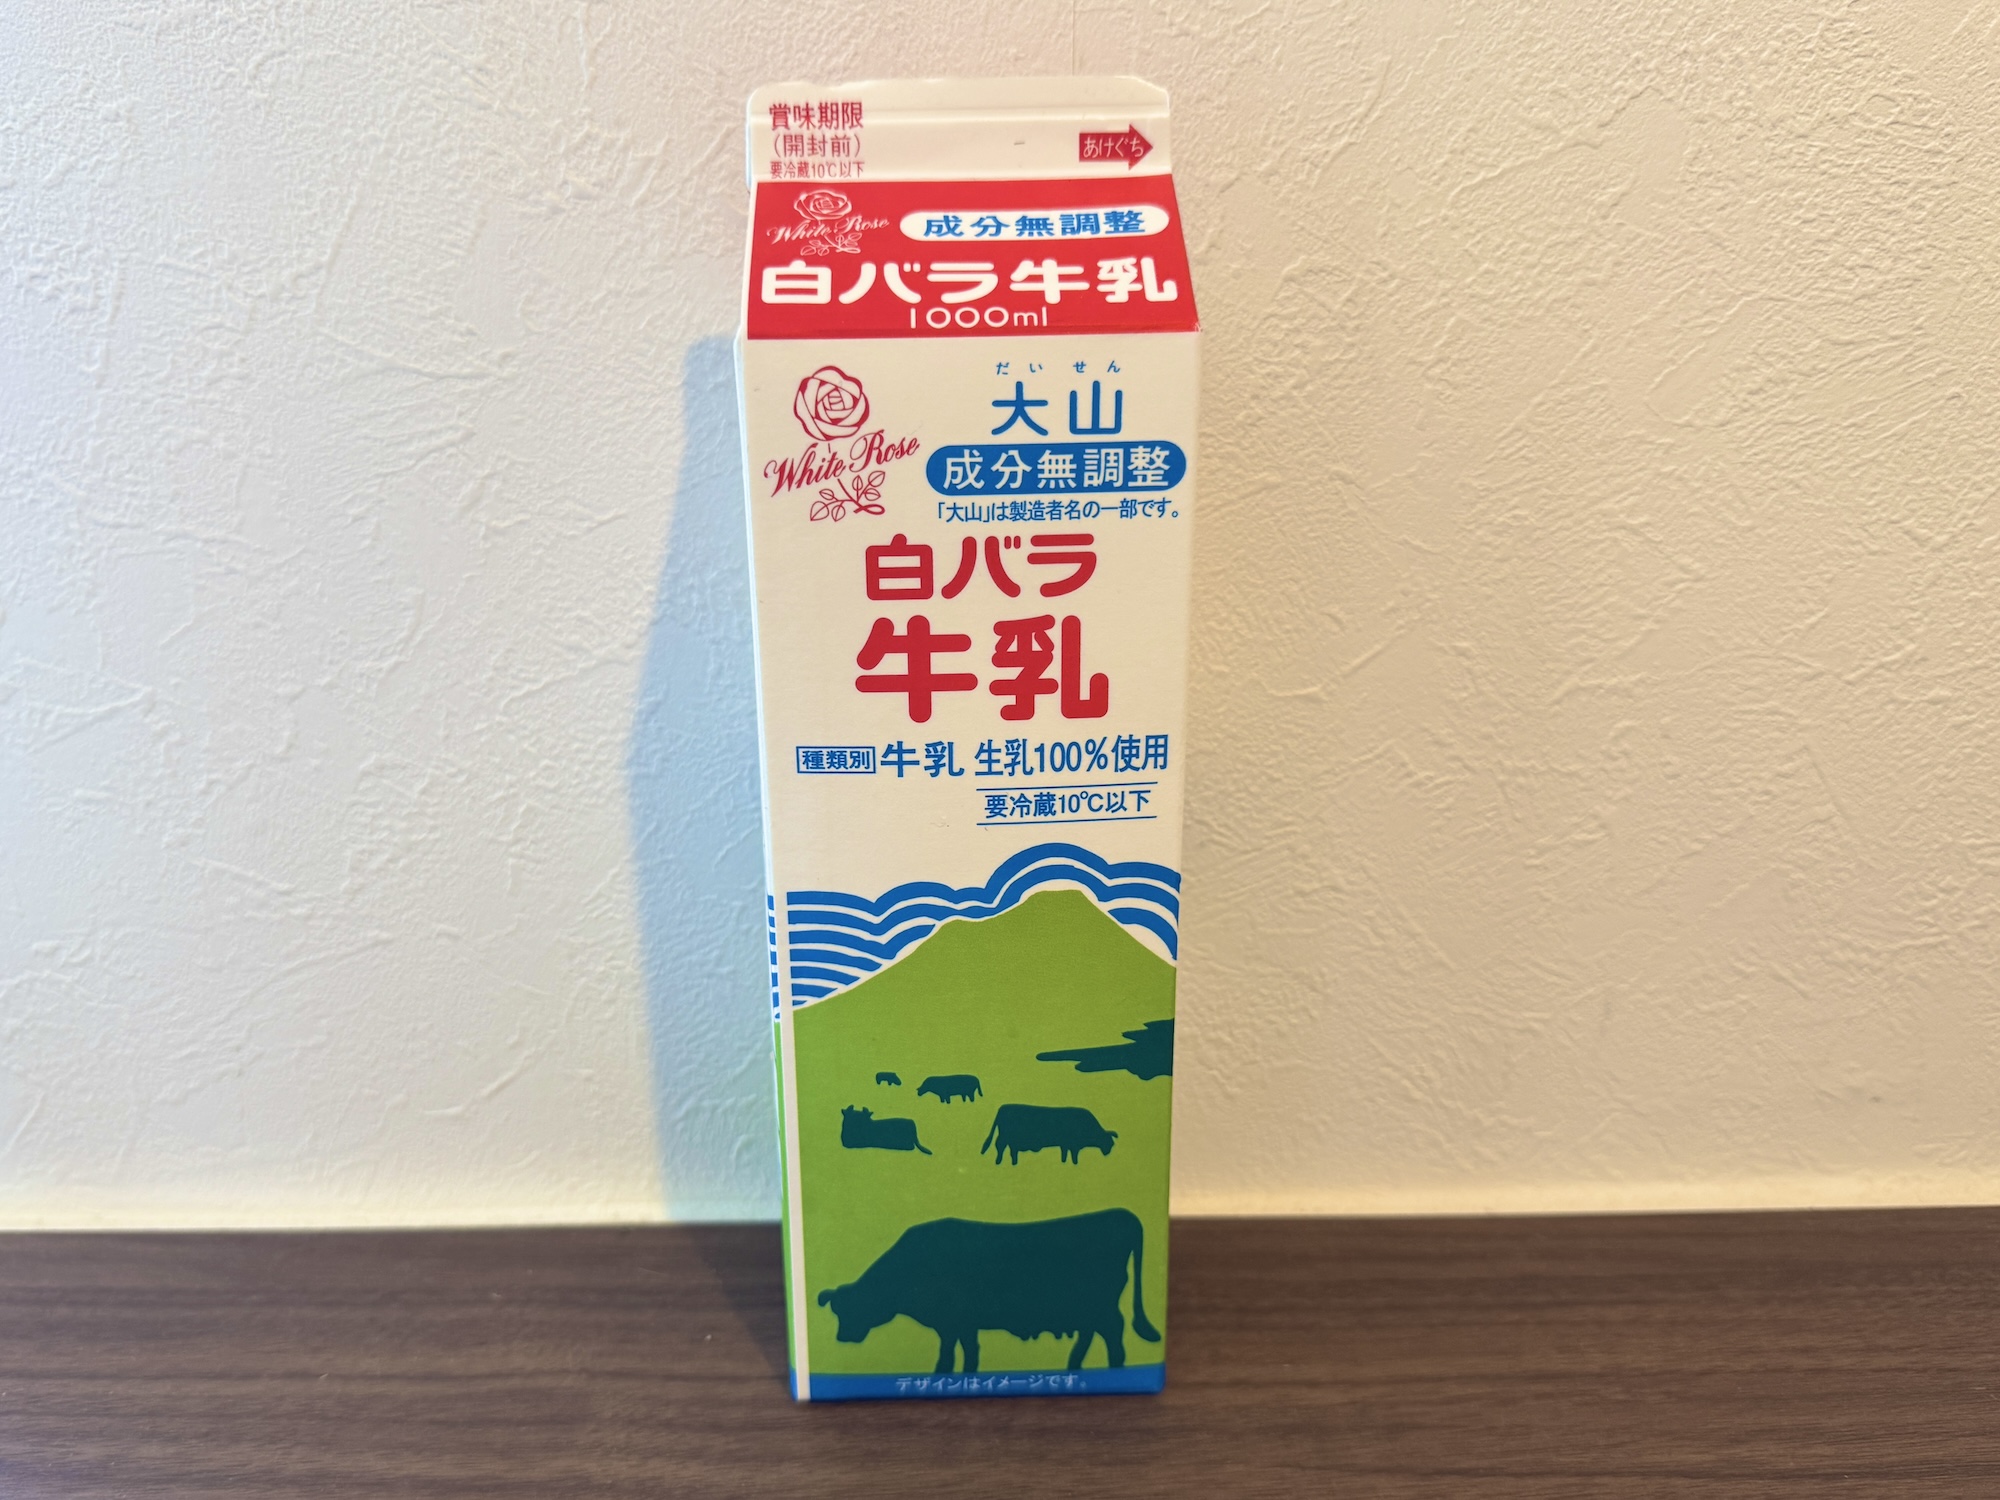 賞味期限
(開封前)
要冷蔵10℃以下
あけぐち
White Rose
成分無調整
白バラ牛乳
1000ml
だいせん
大山
White Rose
成分無調整
「大山」は製造者名の一部です。
白バラ
牛乳
種類別 牛乳 生乳100%使用
要冷蔵10℃以下
デザインはイメージです。